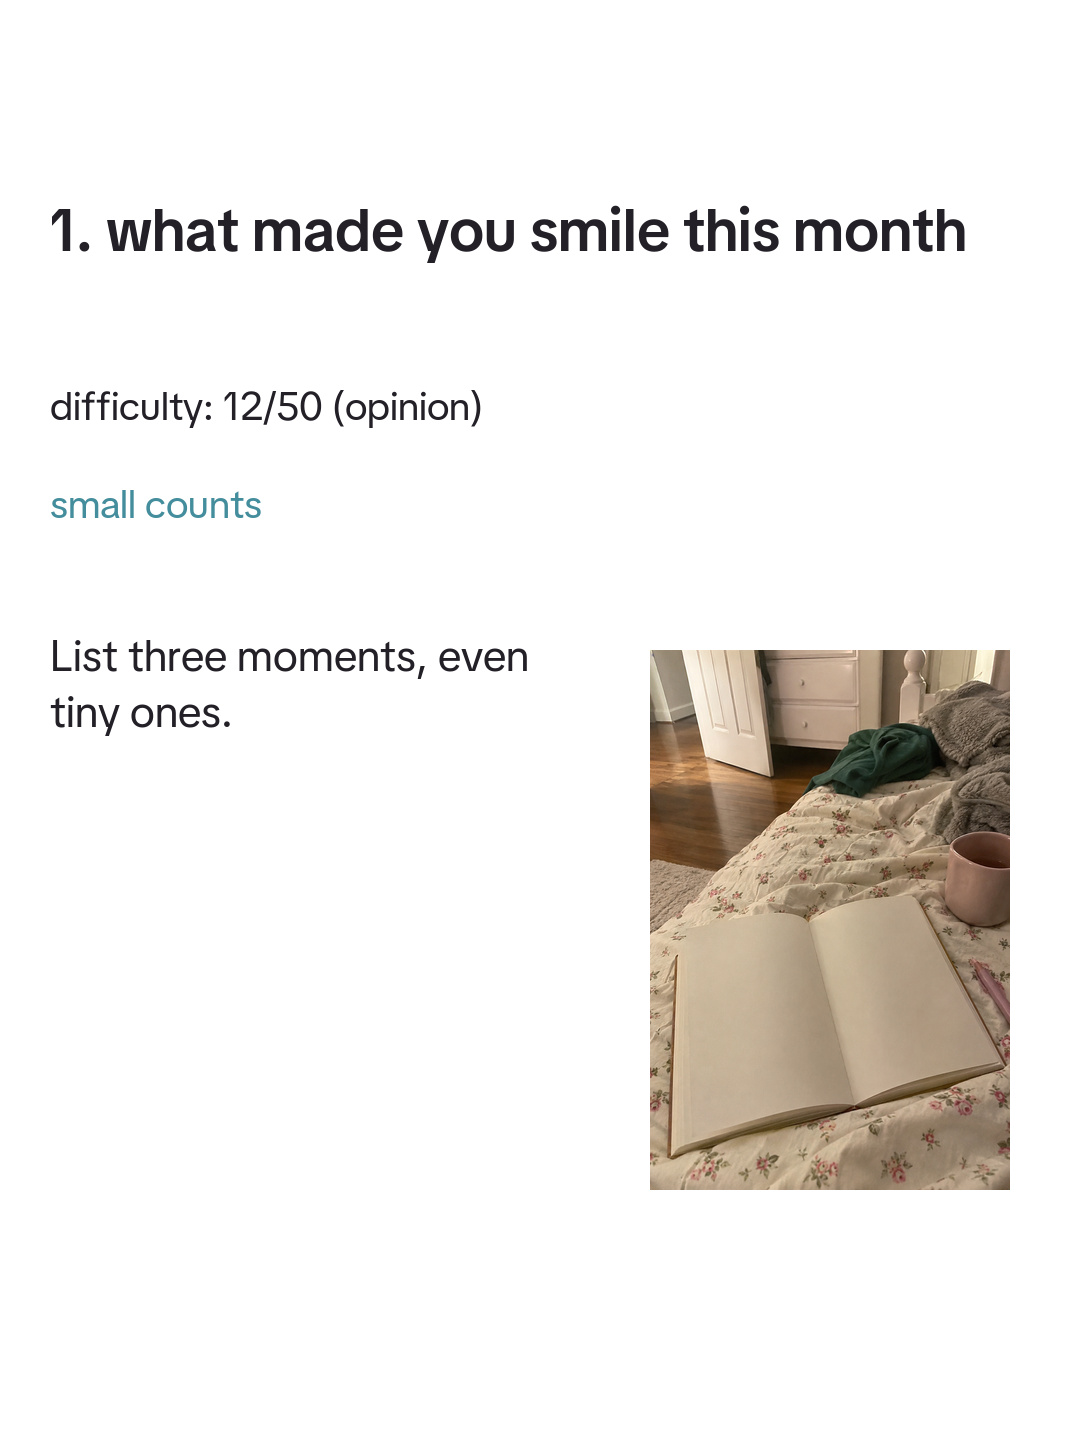 1. what made you smile this month
difficulty: 12/50 (opinion)
small counts
List three moments, even
tiny ones.